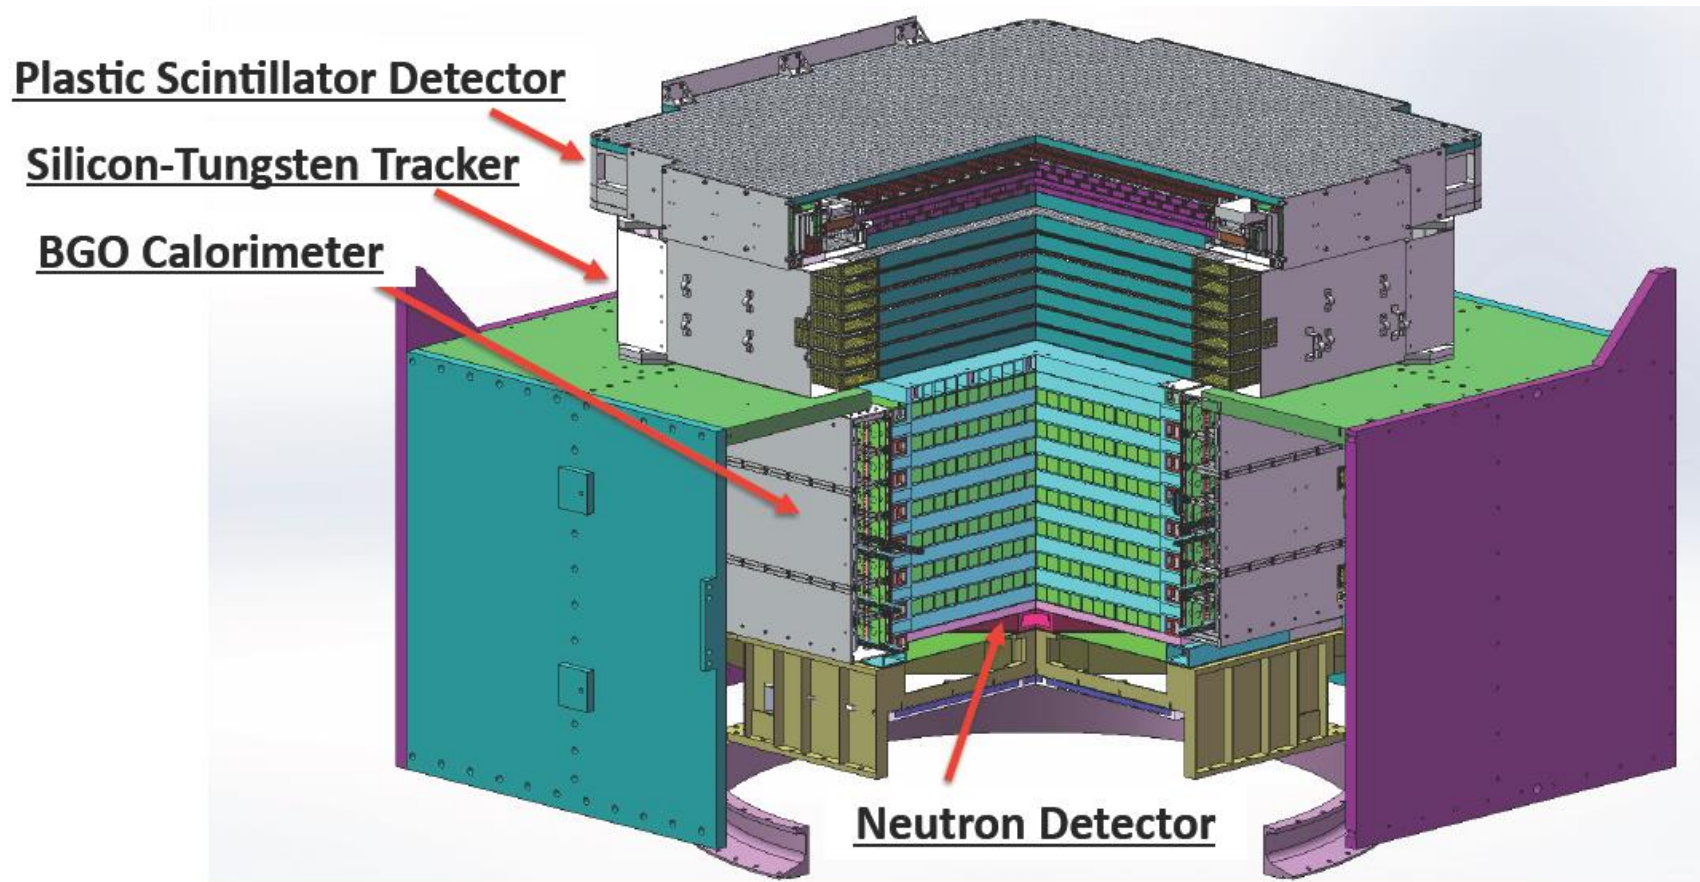 Plastic Scintillator Detector
Silicon-Tungsten Tracker
BGO Calorimeter
Neutron Detector